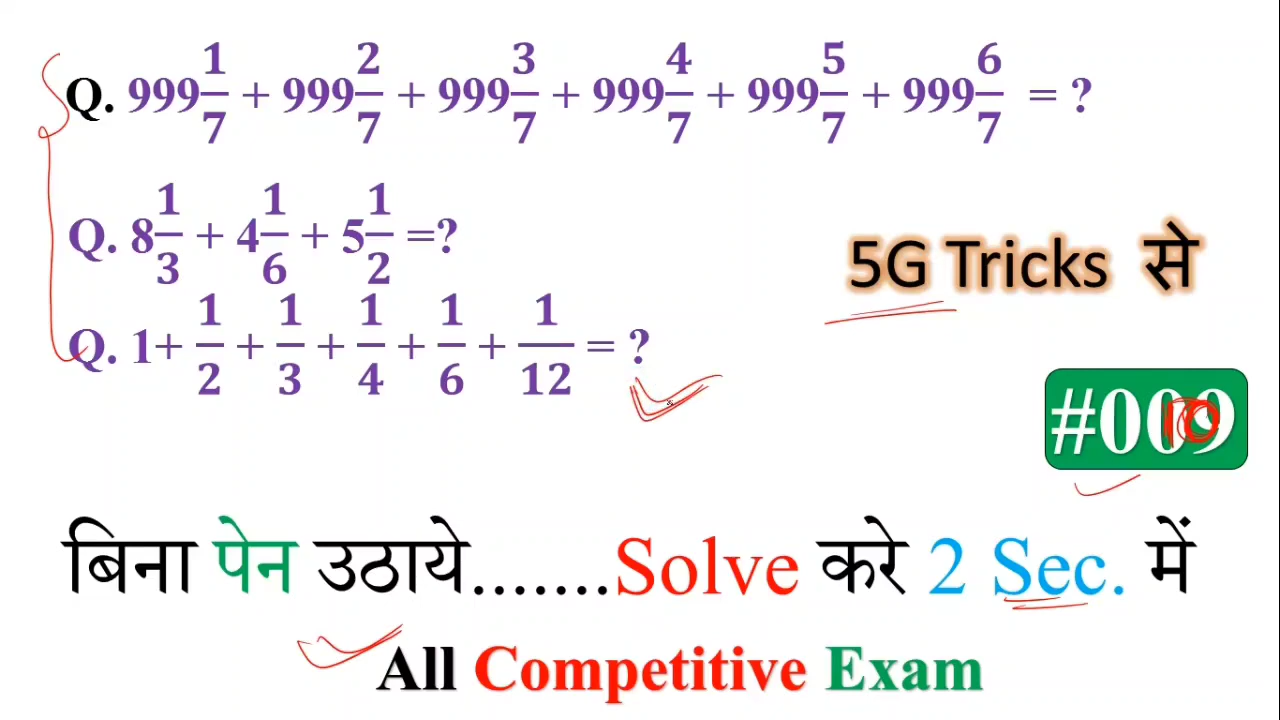 Q. 999 1/7 + 999 2/7 + 999 3/7 + 999 4/7 + 999 5/7 + 999 6/7 = ?
Q. 8 1/3 + 4 1/6 + 5 1/2 =?
5G Tricks से
Q. 1+ 1/2 + 1/3 + 1/4 + 1/6 + 1/12 = ?
#009
10
बिना पेन उठाये.......Solve करे 2 Sec. में
All Competitive Exam